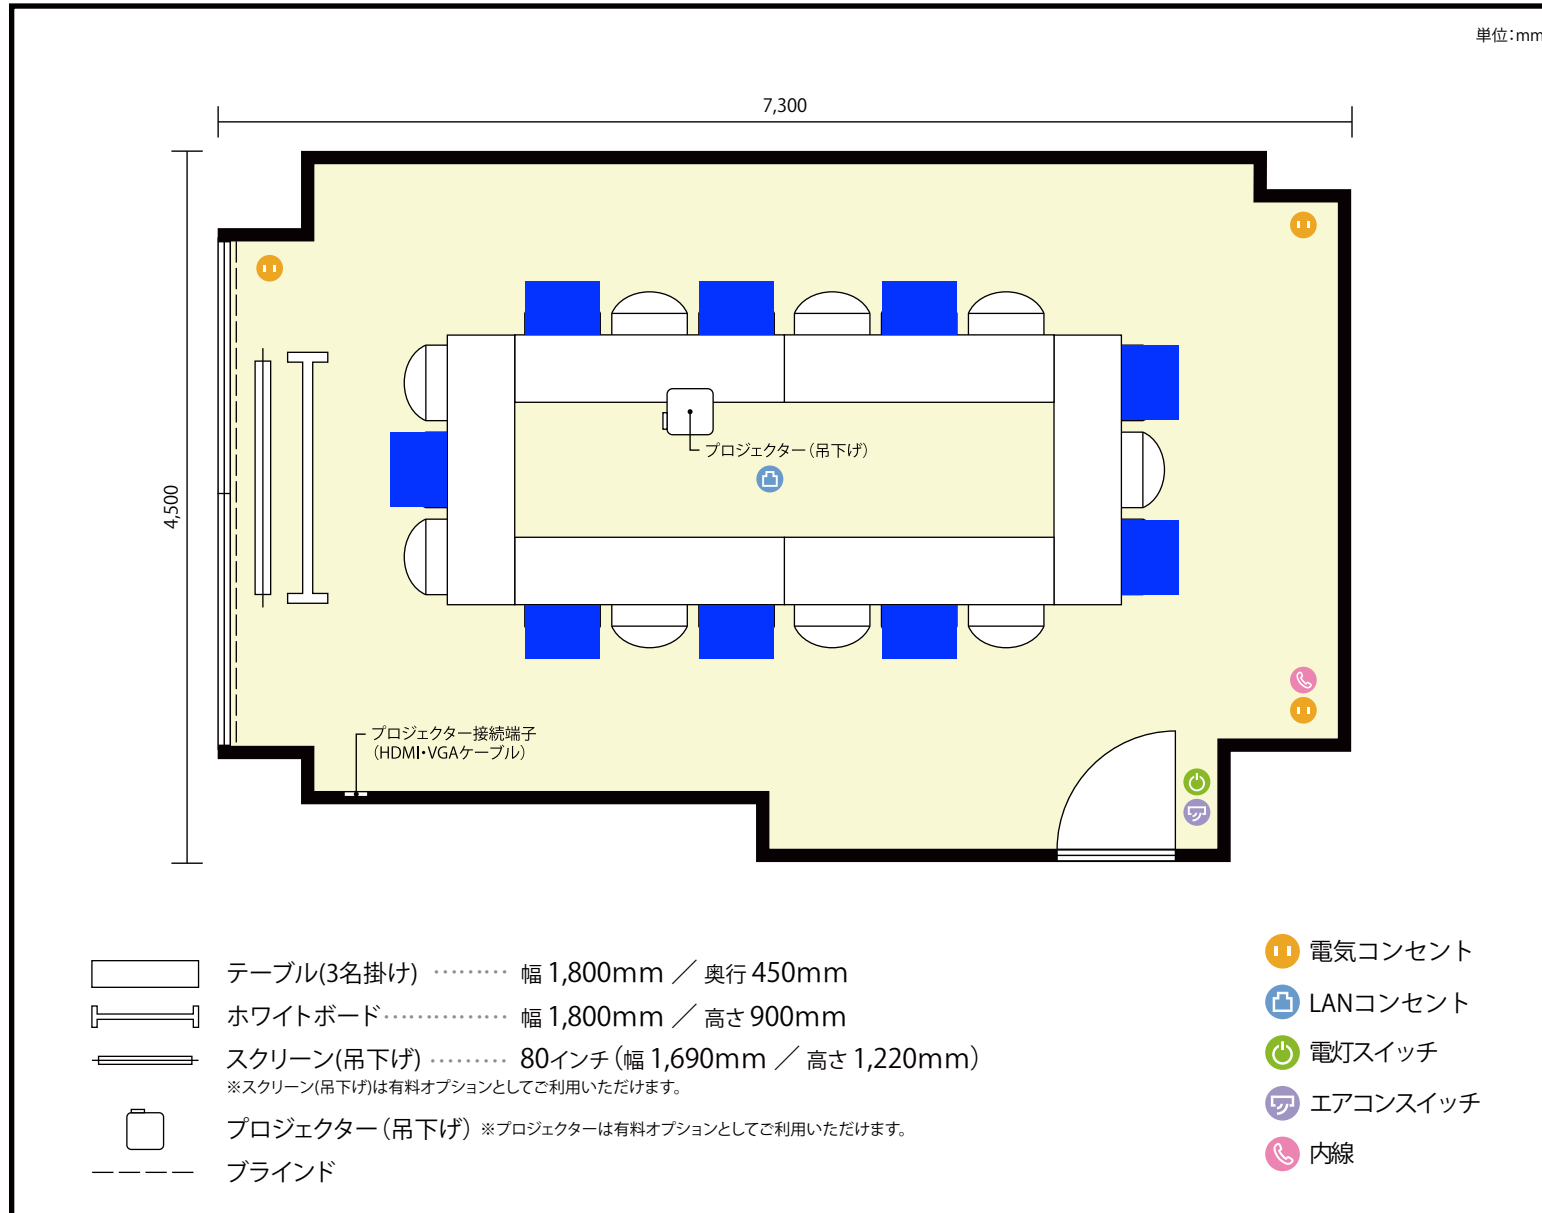 単位：mm
7,300
4,500
プロジェクター（吊下げ）
プロジェクター接続端子
（HDMI・VGAケーブル）
テーブル(3名掛け) ……… 幅 1,800mm ／ 奥行 450mm
ホワイトボード…………… 幅 1,800mm ／ 高さ 900mm
スクリーン(吊下げ) ……… 80インチ（幅 1,690mm ／ 高さ 1,220mm）
※スクリーン(吊下げ)は有料オプションとしてご利用いただけます。
プロジェクター（吊下げ） ※プロジェクターは有料オプションとしてご利用いただけます。
ブラインド
電気コンセント
LANコンセント
電灯スイッチ
エアコンスイッチ
内線